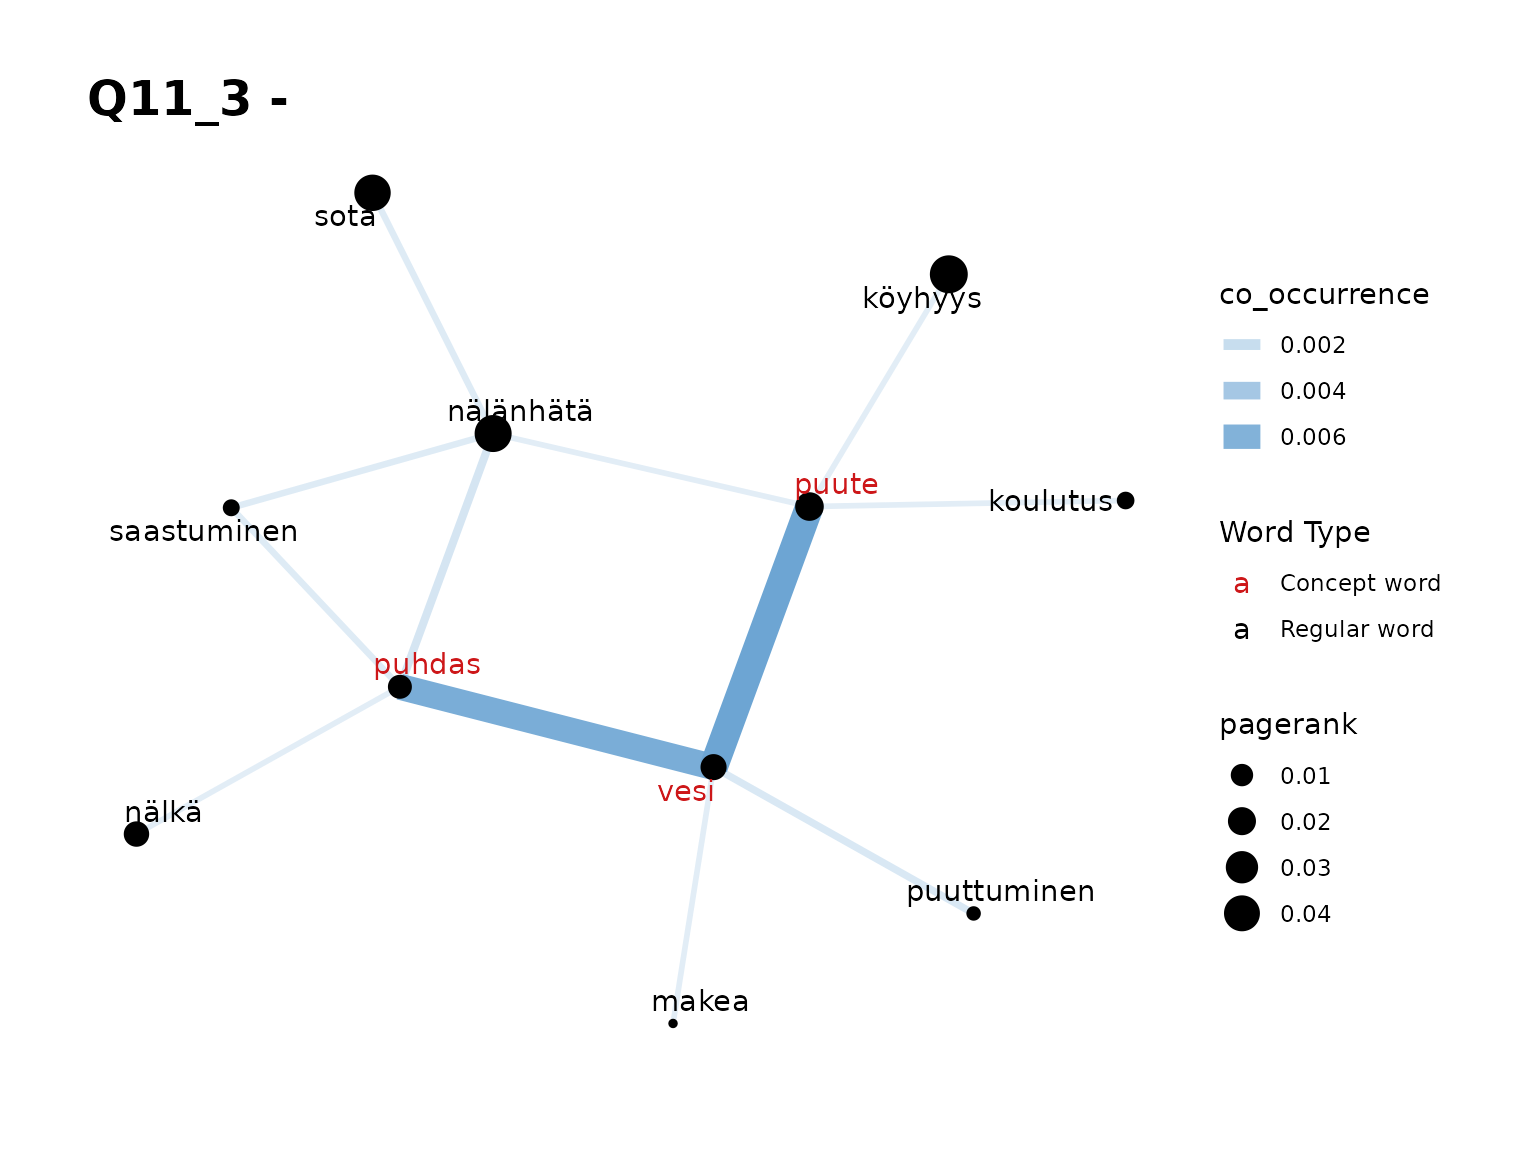 Q11_3 -
sota
köyhyys
nälänhätä
puute
koulutus
saastuminen
puhdas
vesi
nälkä
puuttuminen
makea
co_occurrence
0.002
0.004
0.006
Word Type
a Concept word
a Regular word
pagerank
0.01
0.02
0.03
0.04